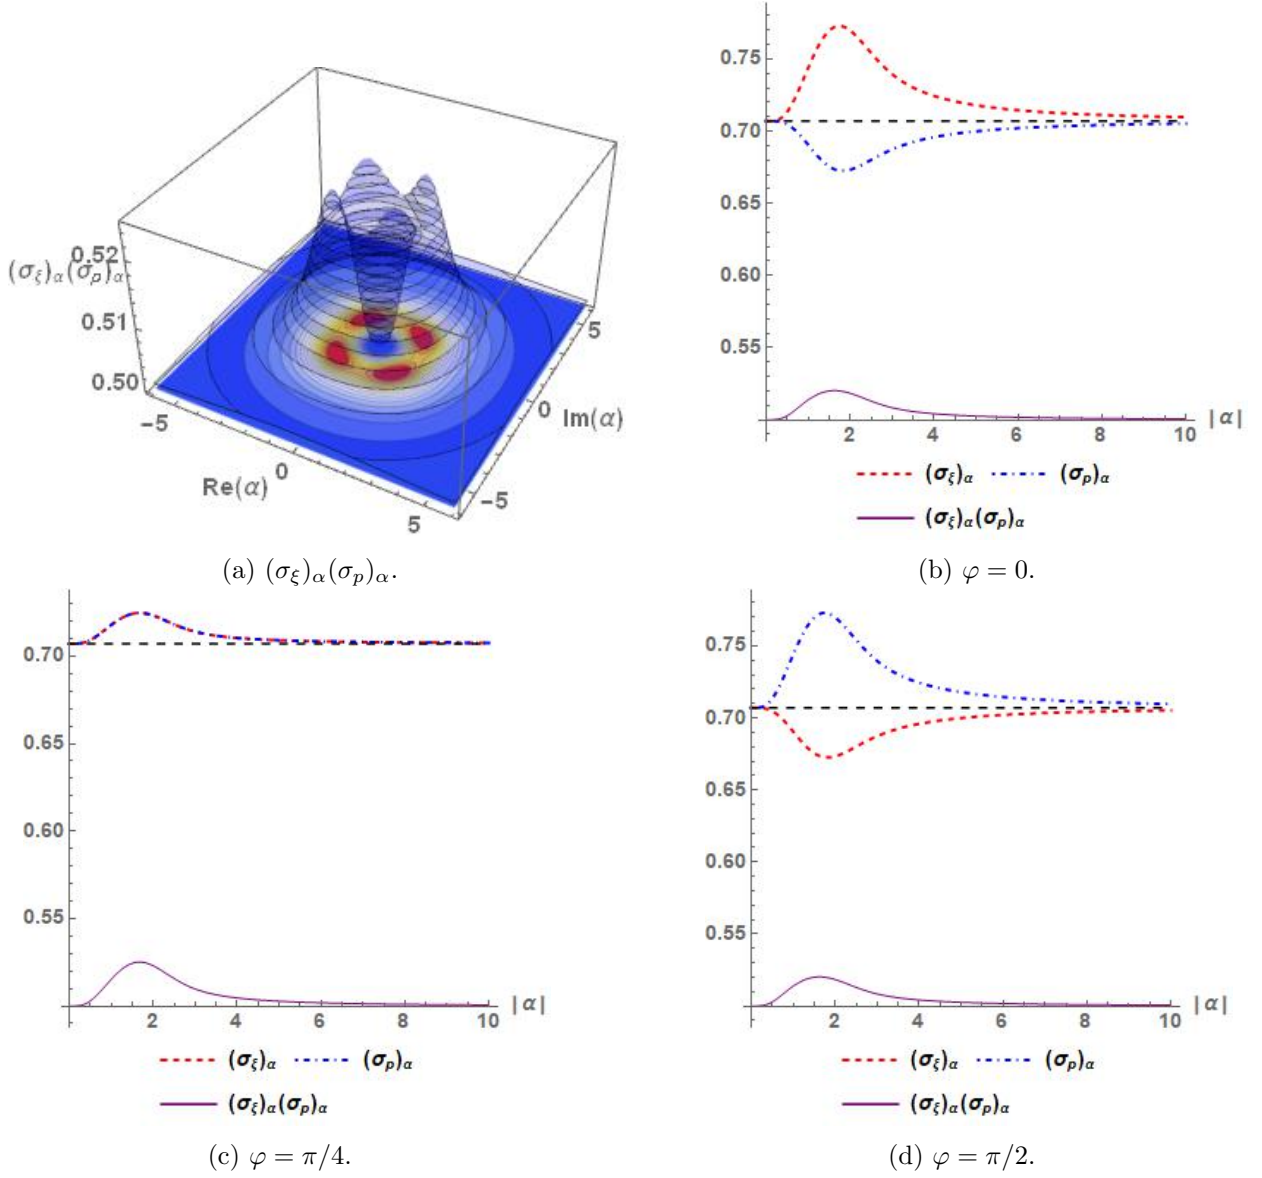 (σξ)α(σp)α
0.52
0.51
0.50
−5
0
5
Re(α)
5
0
−5
Im(α)
(a) (σξ)α(σp)α.
0.75
0.70
0.65
0.60
0.55
2 4 6 8 10 |α|
(σξ)α (σp)α
(σξ)α(σp)α
(b) φ = 0.
0.70
0.65
0.60
0.55
2 4 6 8 10 |α|
(σξ)α (σp)α
(σξ)α(σp)α
(c) φ = π/4.
0.75
0.70
0.65
0.60
0.55
2 4 6 8 10 |α|
(σξ)α (σp)α
(σξ)α(σp)α
(d) φ = π/2.